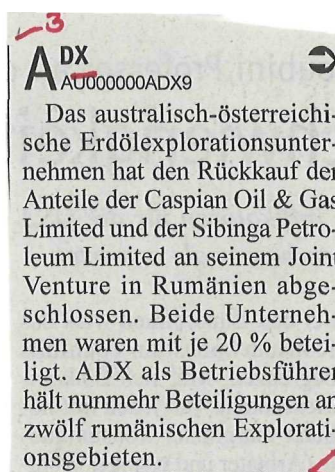 3
ADX
AU000000ADX9
Das australisch-österreichi-
sche Erdölexplorationsunter-
nehmen hat den Rückkauf der
Anteile der Caspian Oil & Gas
Limited und der Sibinga Petro-
leum Limited an seinem Joint
Venture in Rumänien abge-
schlossen. Beide Unterneh-
men waren mit je 20 % betei-
ligt. ADX als Betriebsführer
hält nunmehr Beteiligungen an
zwölf rumänischen Explorati-
onsgebieten.